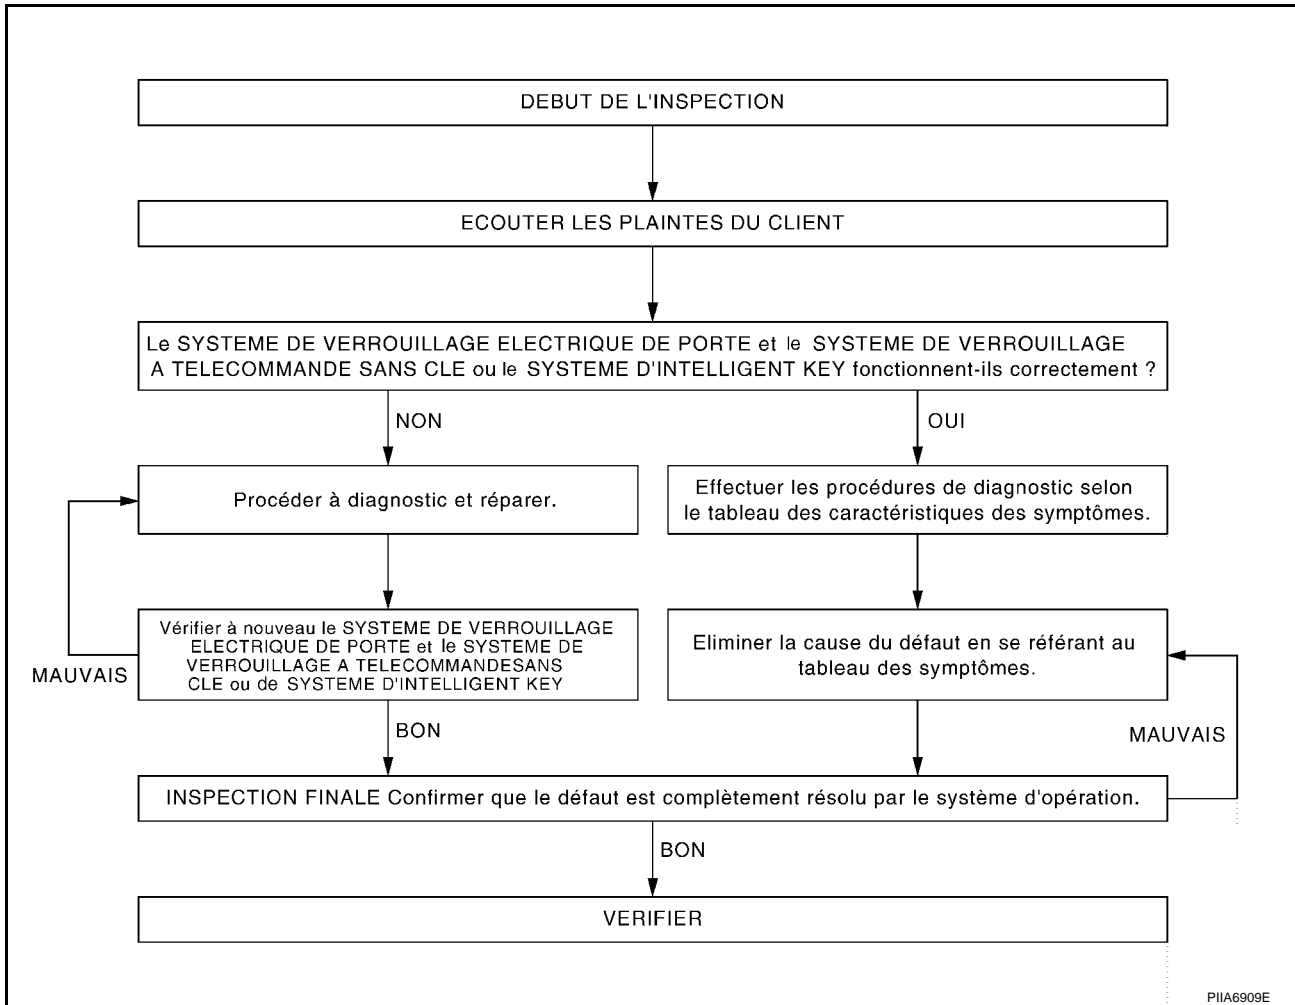 DEBUT DE L'INSPECTION
ECOUTER LES PLAINTES DU CLIENT
Le SYSTEME DE VERROUILLAGE ELECTRIQUE DE PORTE et le SYSTEME DE VERROUILLAGE
A TELECOMMANDE SANS CLE ou le SYSTEME D'INTELLIGENT KEY fonctionnent-ils correctement ?
NON
OUI
Procéder à diagnostic et réparer.
Effectuer les procédures de diagnostic selon
le tableau des caractéristiques des symptômes.
Vérifier à nouveau le SYSTEME DE VERROUILLAGE
ELECTRIQUE DE PORTE et le SYSTEME DE
VERROUILLAGE A TELECOMMANDESANS
CLE ou de SYSTEME D'INTELLIGENT KEY
MAUVAIS
Eliminer la cause du défaut en se référant au
tableau des symptômes.
BON
MAUVAIS
INSPECTION FINALE Confirmer que le défaut est complètement résolu par le système d'opération.
BON
VERIFIER
PIIA6909E